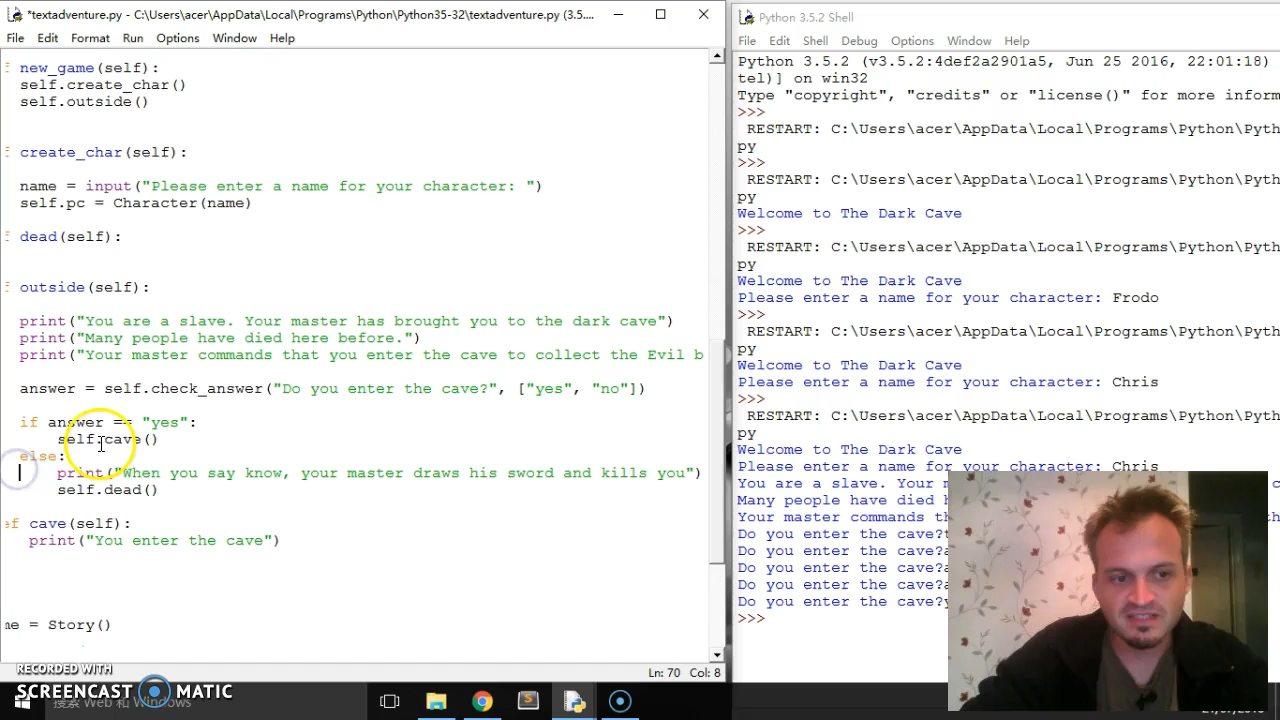 *textadventure.py - C:\Users\acer\AppData\Local\Programs\Python\Python35-32\textadventure.py (3.5....
File Edit Format Run Options Window Help
new_game(self):
self.create_char()
self.outside()
create_char(self):
name = input("Please enter a name for your character: ")
self.pc = Character(name)
dead(self):
outside(self):
print("You are a slave. Your master has brought you to the dark cave")
print("Many people have died here before.")
print("Your master commands that you enter the cave to collect the Evil b
answer = self.check_answer("Do you enter the cave?", ["yes", "no"])
if answer == "yes":
self.cave()
else:
print("When you say know, your master draws his sword and kills you")
self.dead()
ef cave(self):
print("You enter the cave")
me = Story()
Ln: 70 Col: 8
Python 3.5.2 Shell
File Edit Shell Debug Options Window Help
Python 3.5.2 (v3.5.2:4def2a2901a5, Jun 25 2016, 22:01:18)
tel)] on win32
Type "copyright", "credits" or "license()" for more inform
>>>
RESTART: C:\Users\acer\AppData\Local\Programs\Python\Pyth
py
>>>
RESTART: C:\Users\acer\AppData\Local\Programs\Python\Pyth
py
Welcome to The Dark Cave
>>>
RESTART: C:\Users\acer\AppData\Local\Programs\Python\Pyth
py
Welcome to The Dark Cave
Please enter a name for your character: Frodo
>>>
RESTART: C:\Users\acer\AppData\Local\Programs\Python\Pyth
py
Welcome to The Dark Cave
Please enter a name for your character: Chris
>>>
RESTART: C:\Users\acer\AppData\Local\Programs\Python\Pyth
py
Welcome to The Dark Cave
Please enter a name for your character: Chris
You are a slave. Your m
Many people have died h
Your master commands th
Do you enter the cave?t
Do you enter the cave?a
Do you enter the cave?a
Do you enter the cave?a
Do you enter the cave?y
>>>
RECORDED WITH
SCREENCAST MATIC
搜索 Web 和 Windows